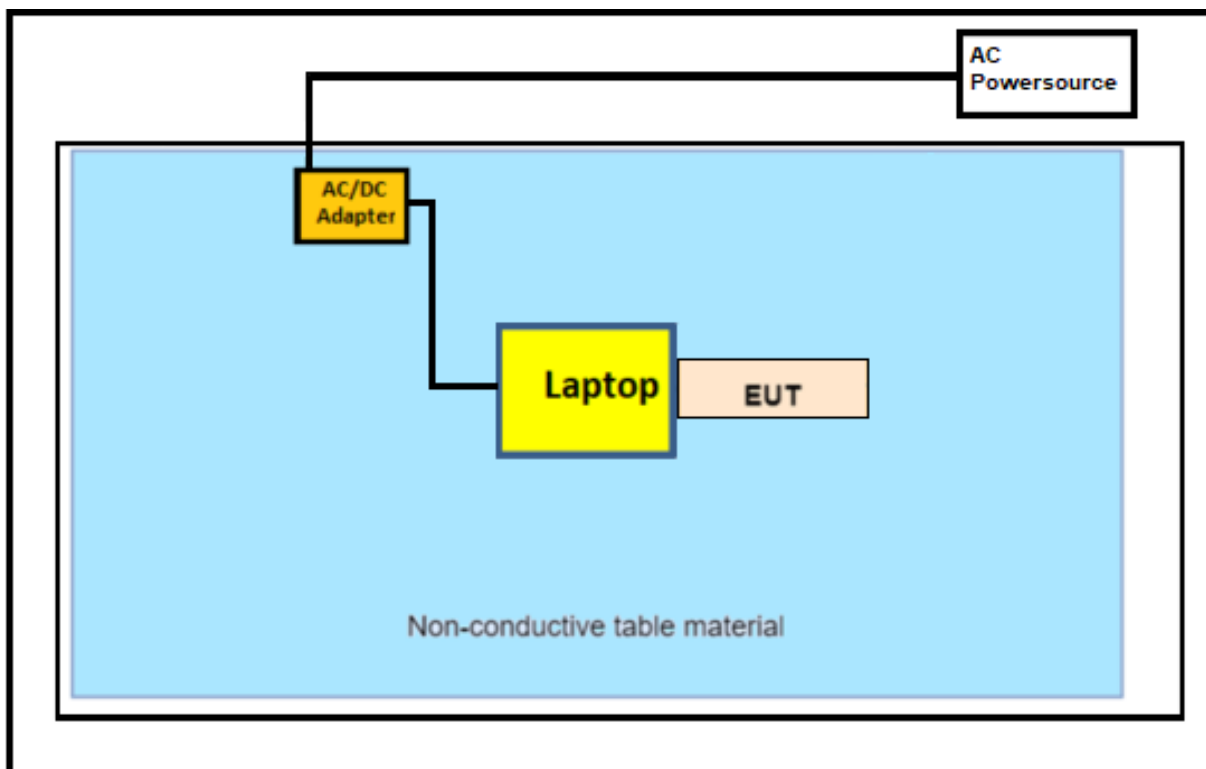 AC
Powersource
AC/DC
Adapter
Laptop
EUT
Non-conductive table material